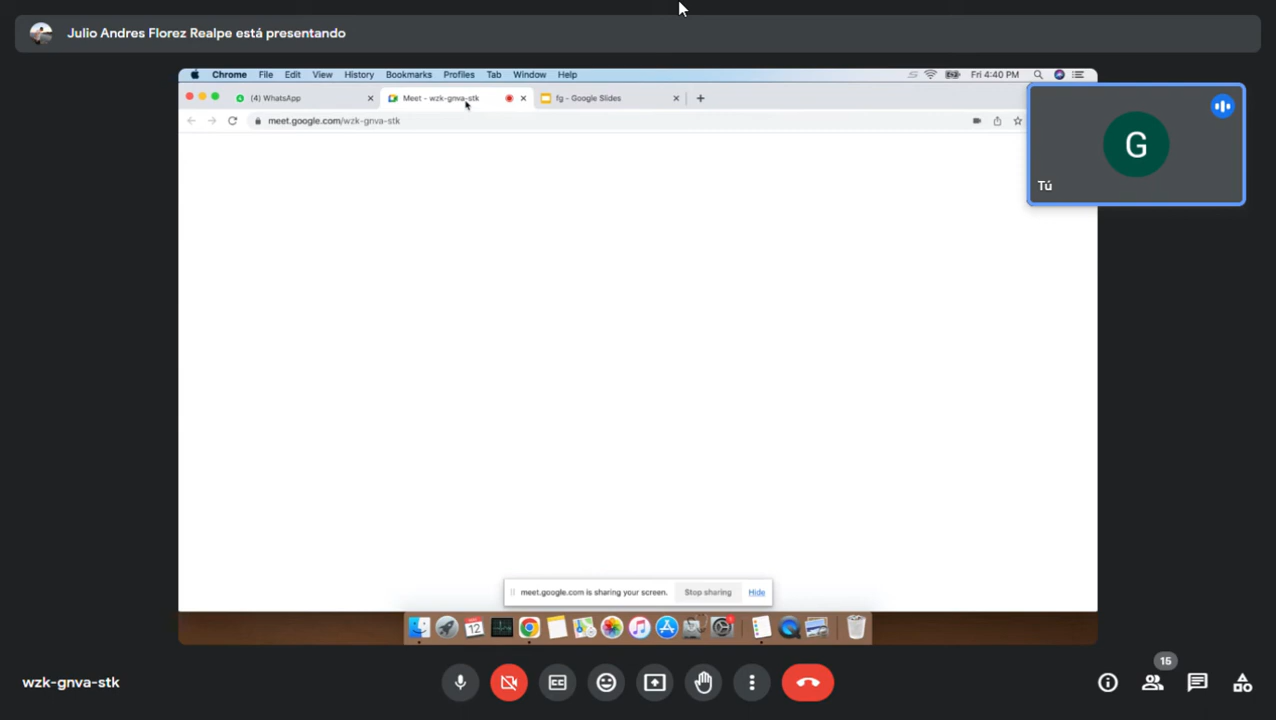 Julio Andres Florez Realpe está presentando
Chrome File Edit View History Bookmarks Profiles Tab Window Help Fri 4:40 PM
(4) WhatsApp Meet - wzk-gnva-stk fg - Google Slides
meet.google.com/wzk-gnva-stk
G
Tú
meet.google.com is sharing your screen. Stop sharing Hide
12
wzk-gnva-stk
CC
15